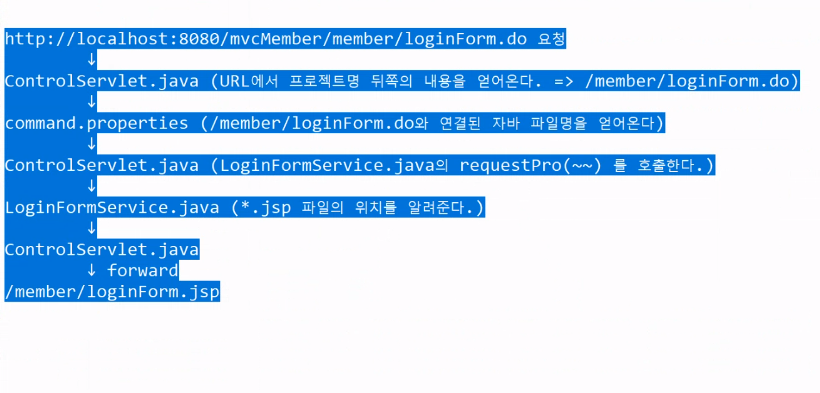 http://localhost:8080/mvcMember/member/loginForm.do 요청
↓
ControlServlet.java (URL에서 프로젝트명 뒤쪽의 내용을 얻어온다. => /member/loginForm.do)
↓
command.properties (/member/loginForm.do와 연결된 자바 파일명을 얻어온다)
↓
ControlServlet.java (LoginFormService.java의 requestPro(~~) 를 호출한다.)
↓
LoginFormService.java (*.jsp 파일의 위치를 알려준다.)
↓
ControlServlet.java
↓ forward
/member/loginForm.jsp